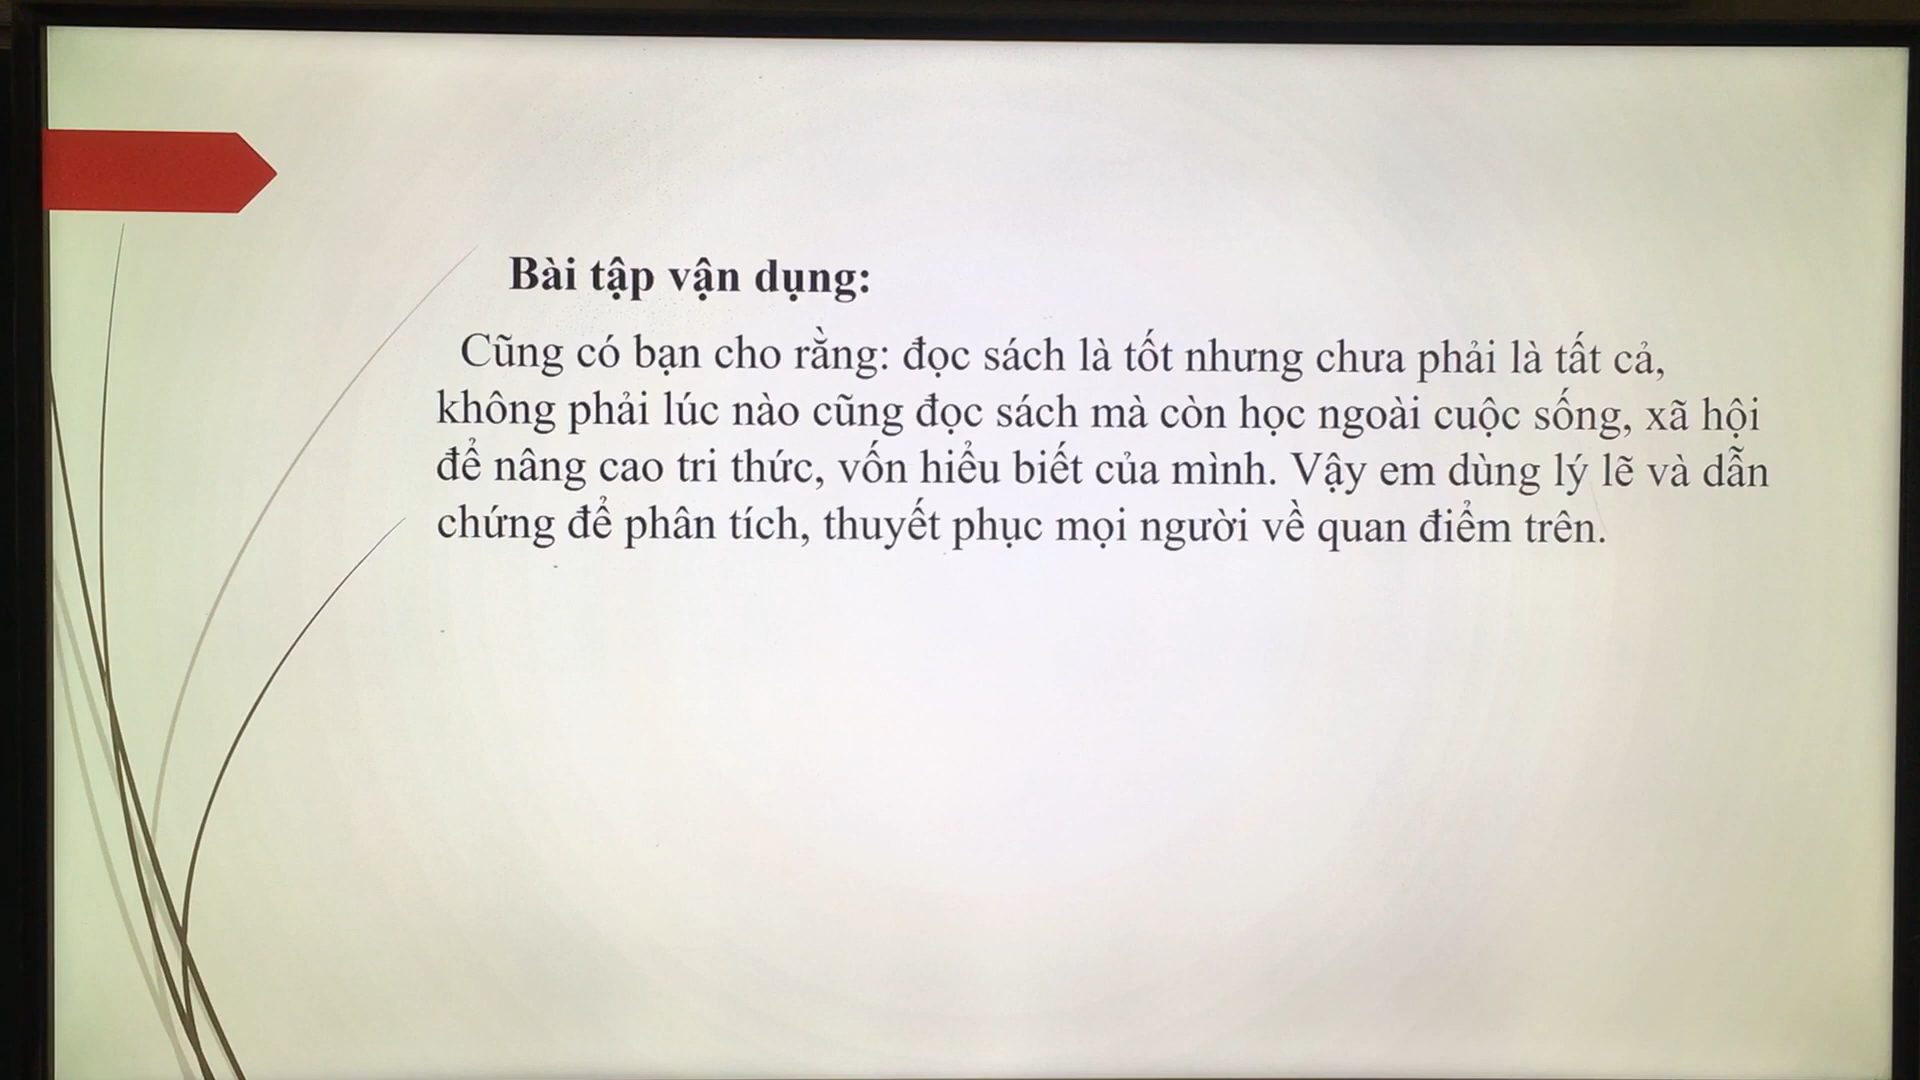 Bài tập vận dụng:
Cũng có bạn cho rằng: đọc sách là tốt nhưng chưa phải là tất cả,
không phải lúc nào cũng đọc sách mà còn học ngoài cuộc sống, xã hội
để nâng cao tri thức, vốn hiểu biết của mình. Vậy em dùng lý lẽ và dẫn
chứng để phân tích, thuyết phục mọi người về quan điểm trên.